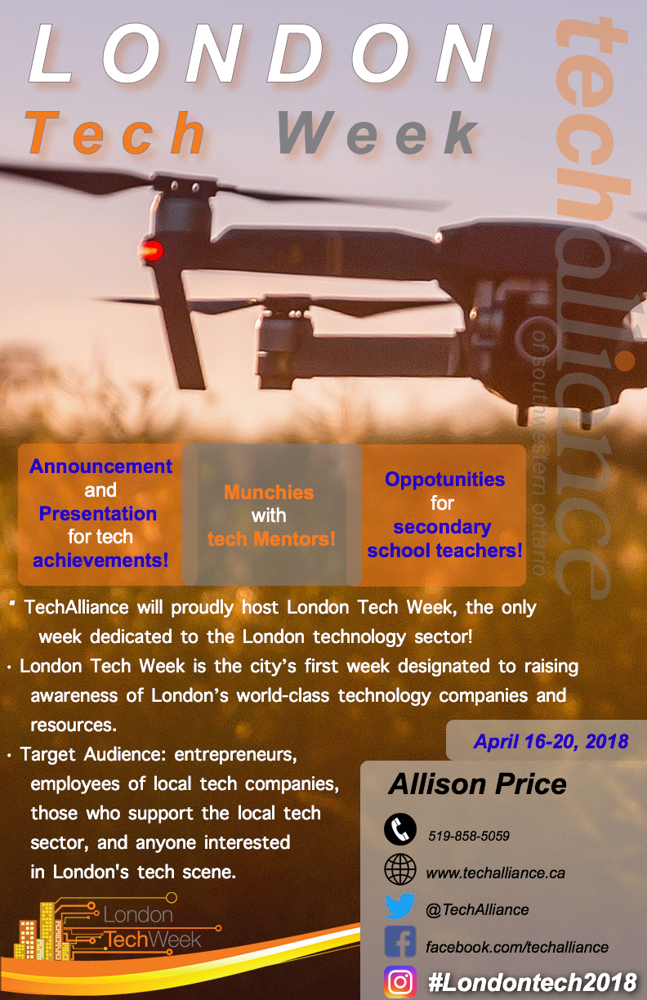 LONDON
Tech Week
techalliance
of southwestern ontario
Announcement
and
Presentation
for tech
achievements!
Munchies
with
tech Mentors!
Oppotunities
for
secondary
school teachers!
• TechAlliance will proudly host London Tech Week, the only
week dedicated to the London technology sector!
• London Tech Week is the city’s first week designated to raising
awareness of London’s world-class technology companies and
resources.
• Target Audience: entrepreneurs,
employees of local tech companies,
those who support the local tech
sector, and anyone interested
in London's tech scene.
April 16-20, 2018
Allison Price
519-858-5059
www.techalliance.ca
@TechAlliance
facebook.com/techalliance
#Londontech2018
London
TechWeek